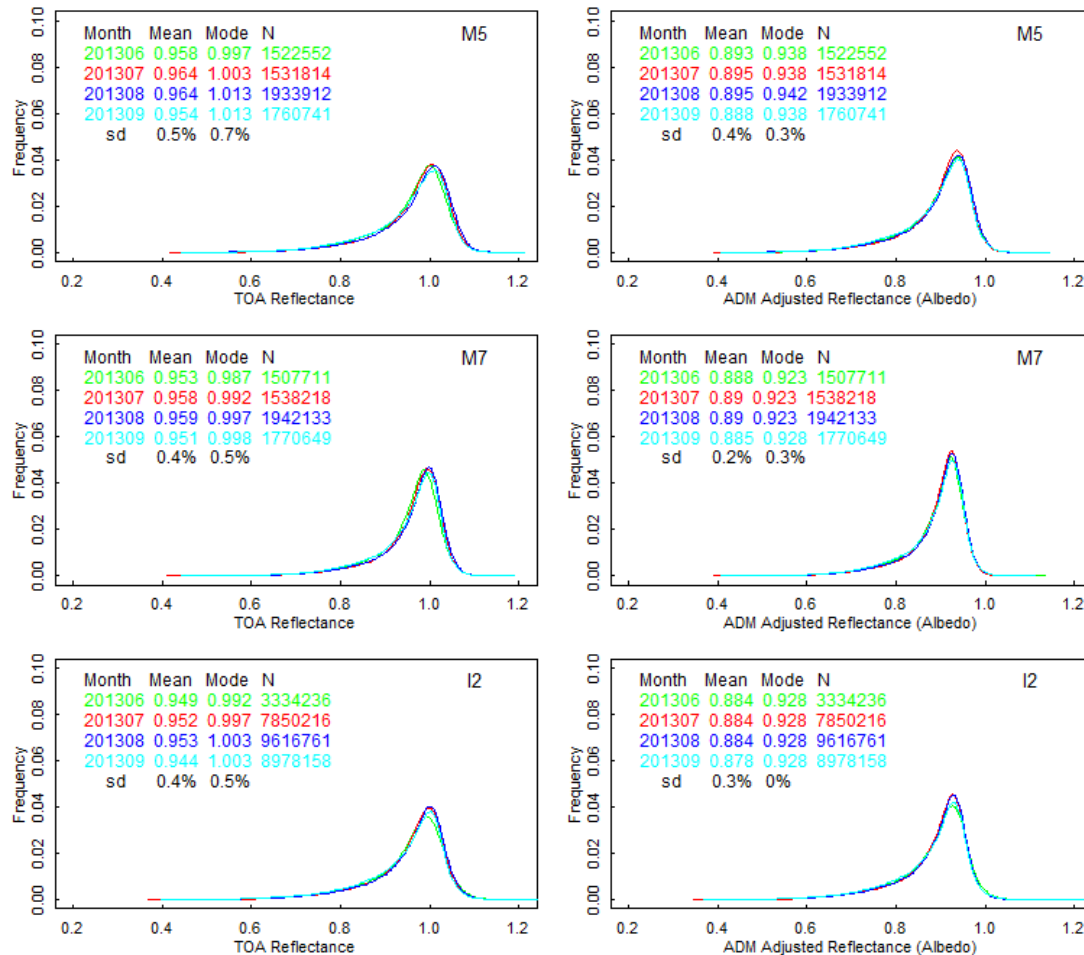 Month Mean Mode N M5
201306 0.958 0.997 1522552
201307 0.964 1.003 1531814
201308 0.964 1.013 1933912
201309 0.954 1.013 1760741
sd 0.5% 0.7%
Frequency
0.00 0.02 0.04 0.06 0.08 0.10
0.2 0.4 0.6 0.8 1.0 1.2
TOA Reflectance
Month Mean Mode N M5
201306 0.893 0.938 1522552
201307 0.895 0.938 1531814
201308 0.895 0.942 1933912
201309 0.888 0.938 1760741
sd 0.4% 0.3%
Frequency
0.00 0.02 0.04 0.06 0.08 0.10
0.2 0.4 0.6 0.8 1.0 1.2
ADM Adjusted Reflectance (Albedo)
Month Mean Mode N M7
201306 0.953 0.987 1507711
201307 0.958 0.992 1538218
201308 0.959 0.997 1942133
201309 0.951 0.998 1770649
sd 0.4% 0.5%
Frequency
0.00 0.02 0.04 0.06 0.08 0.10
0.2 0.4 0.6 0.8 1.0 1.2
TOA Reflectance
Month Mean Mode N M7
201306 0.888 0.923 1507711
201307 0.89 0.923 1538218
201308 0.89 0.923 1942133
201309 0.885 0.928 1770649
sd 0.2% 0.3%
Frequency
0.00 0.02 0.04 0.06 0.08 0.10
0.2 0.4 0.6 0.8 1.0 1.2
ADM Adjusted Reflectance (Albedo)
Month Mean Mode N I2
201306 0.949 0.992 3334236
201307 0.952 0.997 7850216
201308 0.953 1.003 9616761
201309 0.944 1.003 8978158
sd 0.4% 0.5%
Frequency
0.00 0.02 0.04 0.06 0.08 0.10
0.2 0.4 0.6 0.8 1.0 1.2
TOA Reflectance
Month Mean Mode N I2
201306 0.884 0.928 3334236
201307 0.884 0.928 7850216
201308 0.884 0.928 9616761
201309 0.878 0.928 8978158
sd 0.3% 0%
Frequency
0.00 0.02 0.04 0.06 0.08 0.10
0.2 0.4 0.6 0.8 1.0 1.2
ADM Adjusted Reflectance (Albedo)